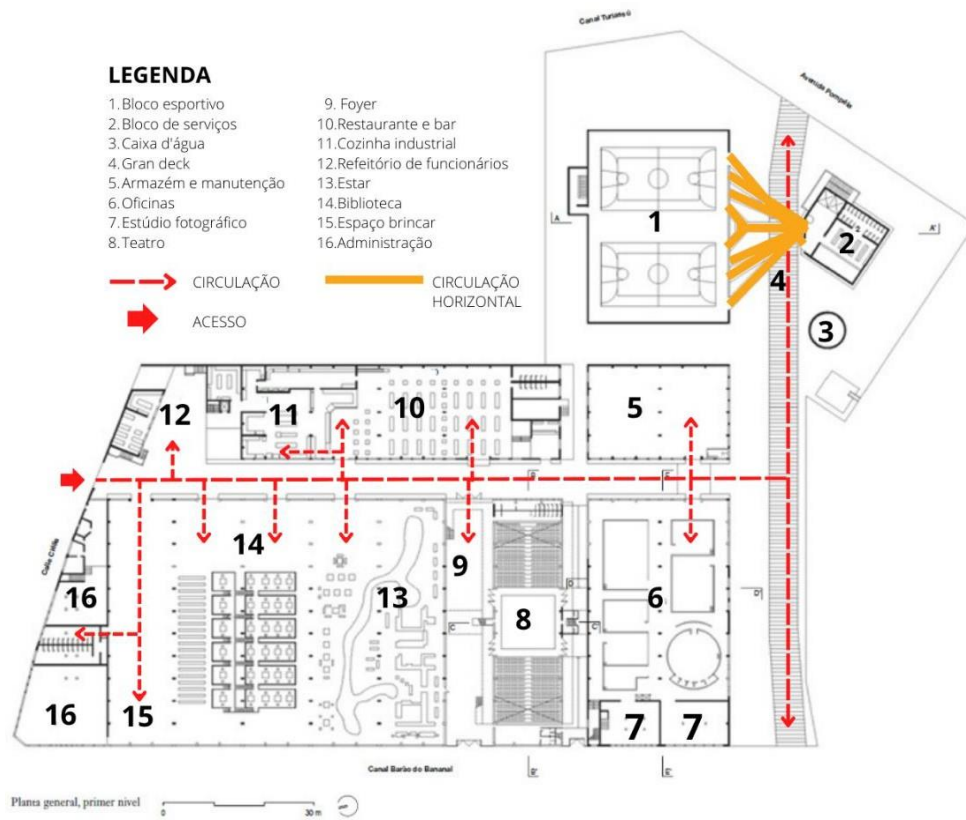 Canal Turiassú
Avenida Pompéia
LEGENDA
1.Bloco esportivo
2.Bloco de serviços
3.Caixa d'água
4.Gran deck
5.Armazém e manutenção
6.Oficinas
7.Estúdio fotográfico
8.Teatro
9. Foyer
10.Restaurante e bar
11.Cozinha industrial
12.Refeitório de funcionários
13.Estar
14.Biblioteca
15.Espaço brincar
16.Administração
CIRCULAÇÃO
CIRCULAÇÃO
HORIZONTAL
ACESSO
A
1
2
A'
4
3
12
11
10
5
14
9
13
8
6
16
16
15
7
7
C
C'
D
D'
B'
E'
Canal Barão do Bananal
Planta general, primer nivel
0
30 m